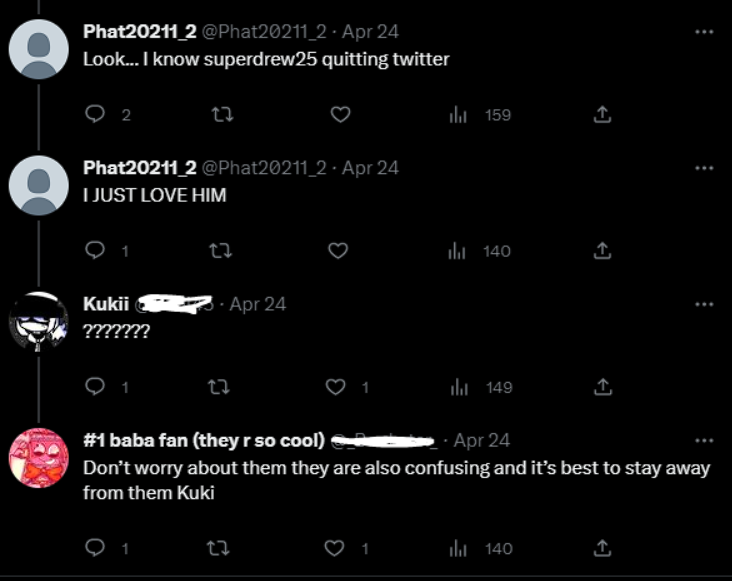 Phat20211_2 @Phat20211_2 · Apr 24
Look... I know superdrew25 quitting twitter
2 159
Phat20211_2 @Phat20211_2 · Apr 24
I JUST LOVE HIM
1 140
Kukii · Apr 24
???????
1 1 149
#1 baba fan (they r so cool) · Apr 24
Don't worry about them they are also confusing and it's best to stay away
from them Kuki
1 1 140